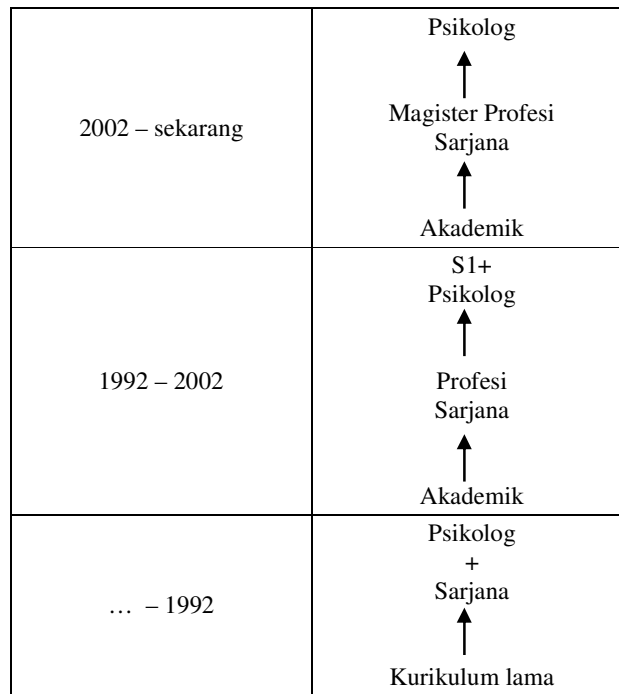 2002 – sekarang
Psikolog
Magister Profesi
Sarjana
Akademik
1992 – 2002
S1+
Psikolog
Profesi
Sarjana
Akademik
… – 1992
Psikolog
+
Sarjana
Kurikulum lama